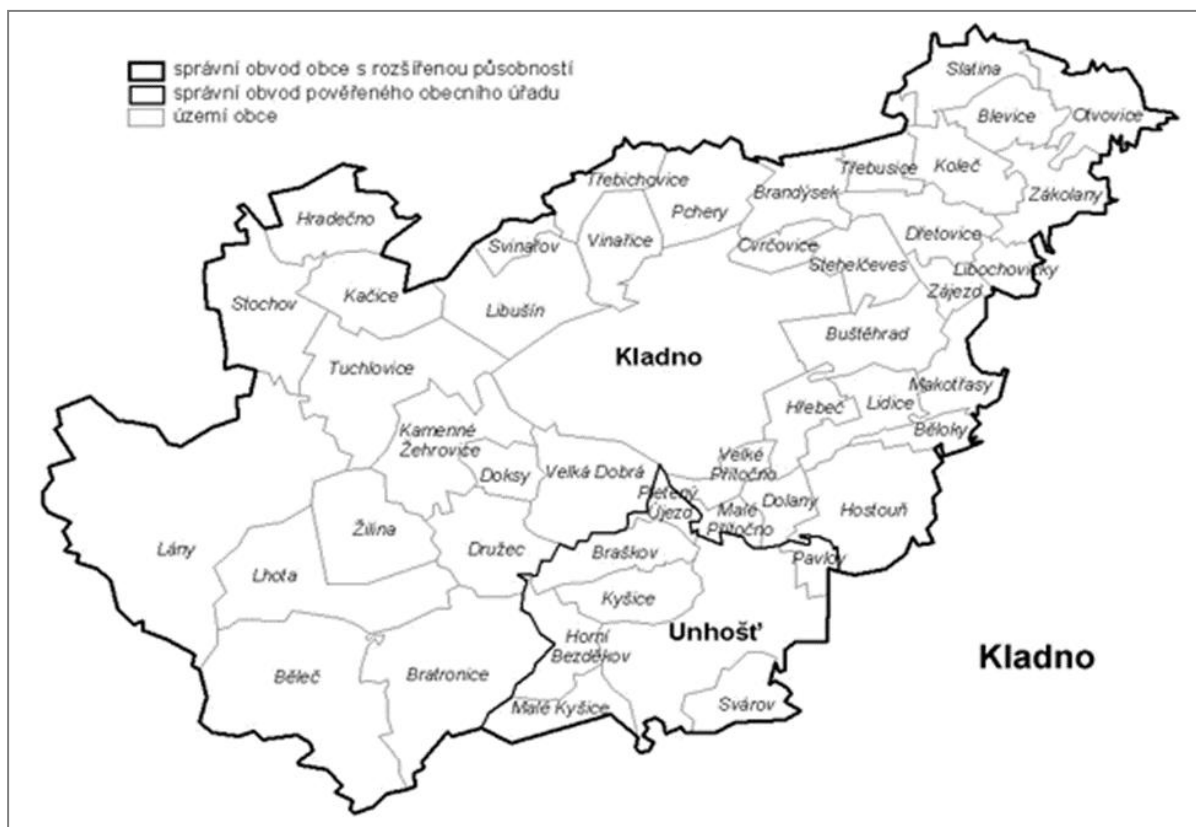 správní obvod obce s rozšířenou působností
správní obvod pověřeného obecního úřadu
území obce
Slatina
Blevice
Otvovice
Třebichovice
Třebusice
Koleč
Brandýsek
Zákolany
Pchery
Hradečno
Svinařov
Vinařice
Cvrčovice
Dřetovice
Stehelčeves
Libochovičky
Stochov
Kačice
Zájezd
Libušín
Buštěhrad
Kladno
Tuchlovice
Makotřasy
Lidice
Hřebeč
Běloky
Kamenné
Žehrovice
Velké
Přítočno
Doksy
Velká Dobrá
Pletený
Újezd
Dolany
Malé
Přítočno
Hostouň
Žilina
Lány
Družec
Braškov
Pavlov
Lhota
Kyšice
Unhošť
Horní
Bezděkov
Kladno
Běleč
Bratronice
Malé Kyšice
Svárov